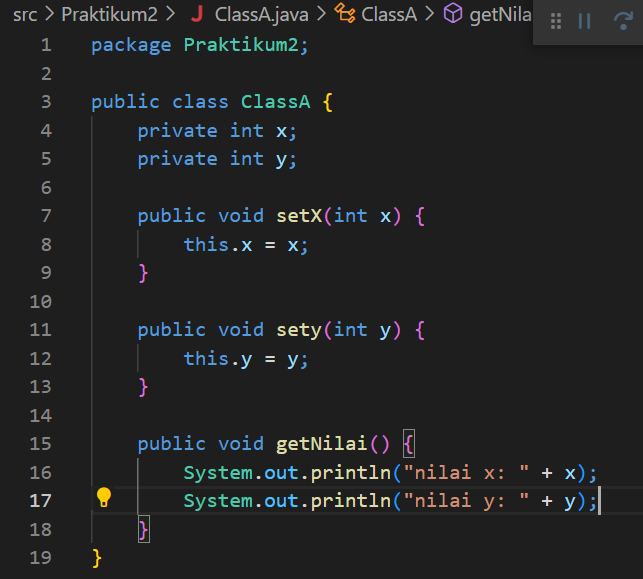 src > Praktikum2 > J ClassA.java > ClassA > getNila
1 package Praktikum2;
2
3 public class ClassA {
4     private int x;
5     private int y;
6
7     public void setX(int x) {
8         this.x = x;
9     }
10
11     public void sety(int y) {
12         this.y = y;
13     }
14
15     public void getNilai() {
16         System.out.println("nilai x: " + x);
17         System.out.println("nilai y: " + y);
18     }
19 }